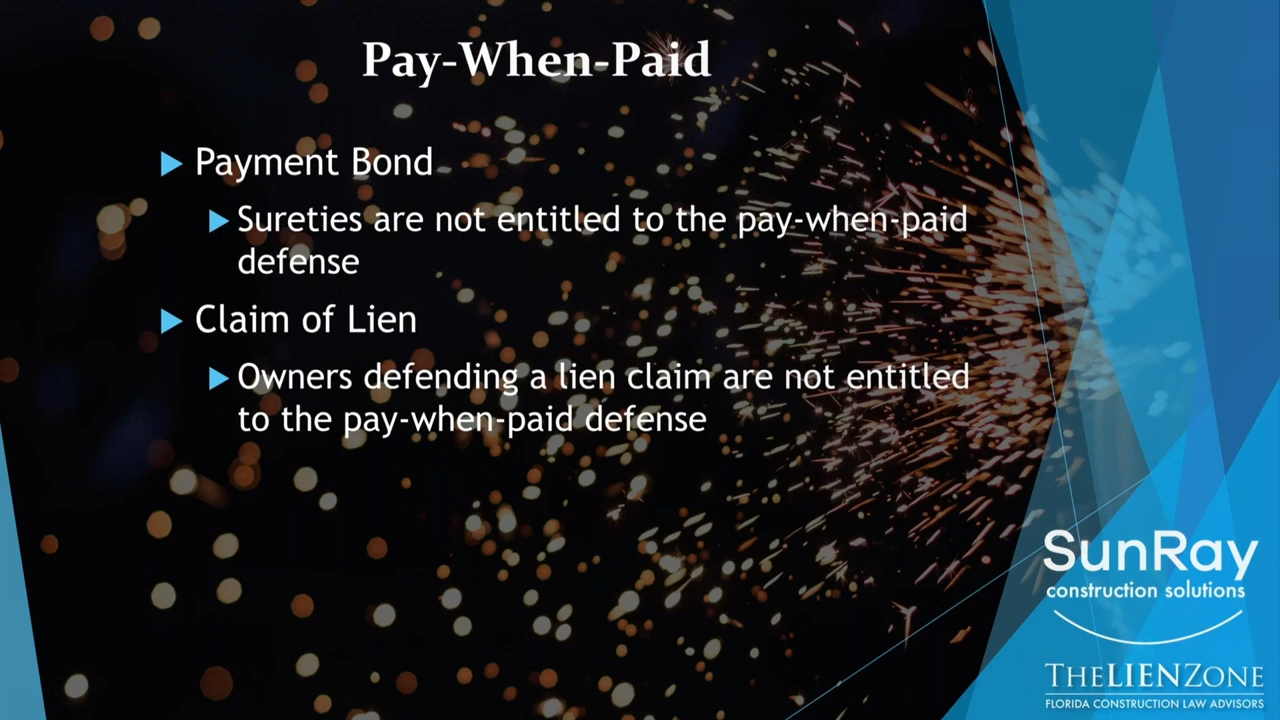 Pay-When-Paid
Payment Bond
Sureties are not entitled to the pay-when-paid
defense
Claim of Lien
Owners defending a lien claim are not entitled
to the pay-when-paid defense
SunRay
construction solutions
THELIENZONE
FLORIDA CONSTRUCTION LAW ADVISORS